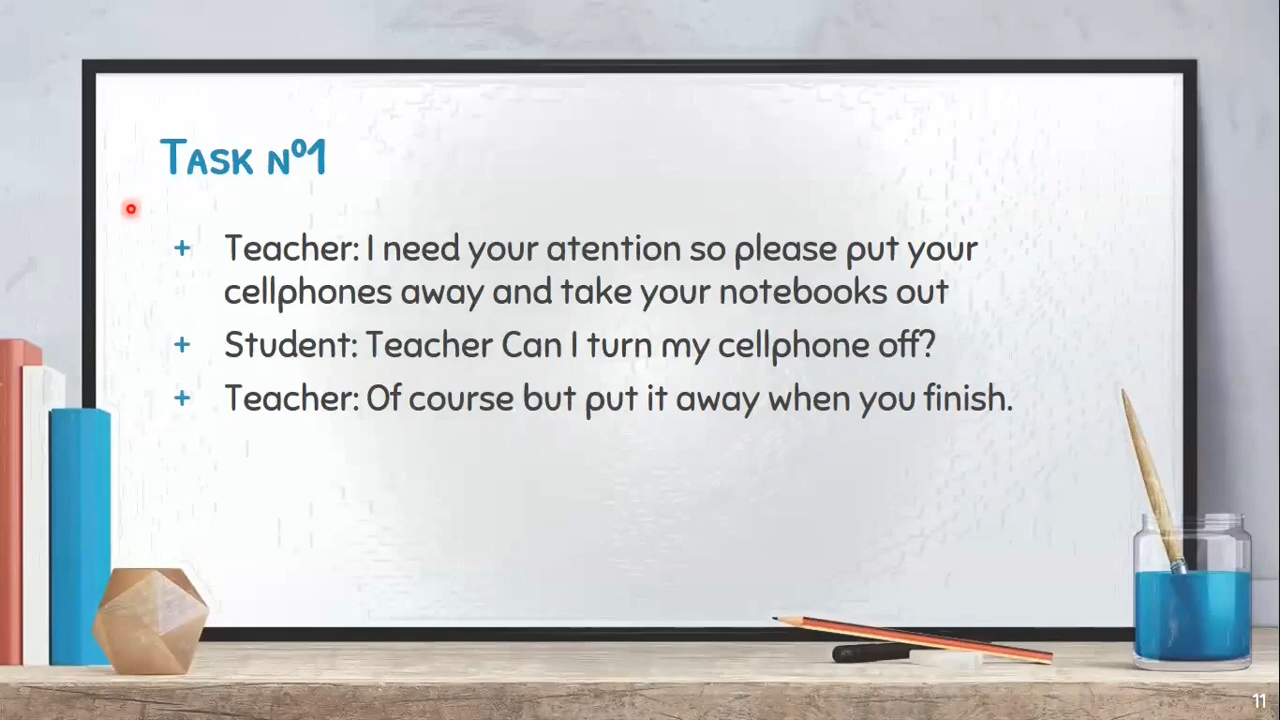 Task nº1
+ Teacher: I need your atention so please put your
cellphones away and take your notebooks out
+ Student: Teacher Can I turn my cellphone off?
+ Teacher: Of course but put it away when you finish.
11